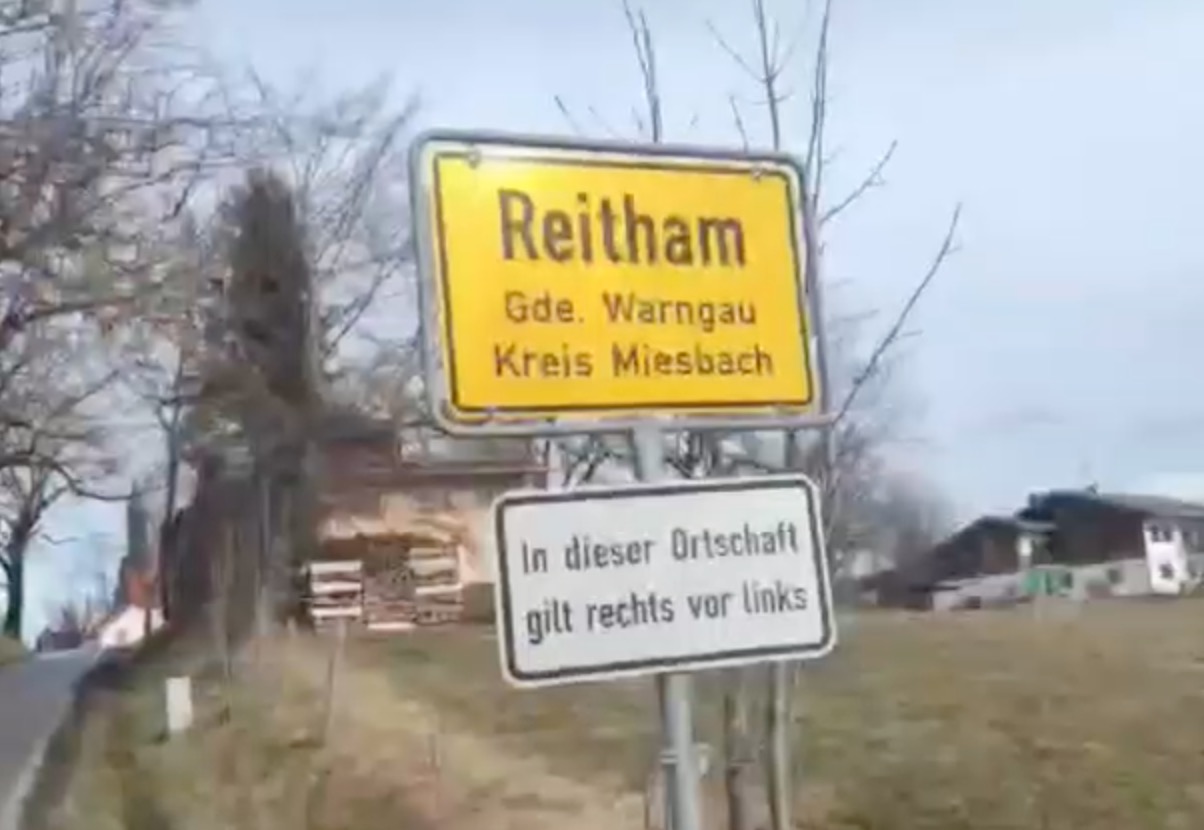 Reitham
Gde. Warngau
Kreis Miesbach
In dieser Ortschaft
gilt rechts vor links